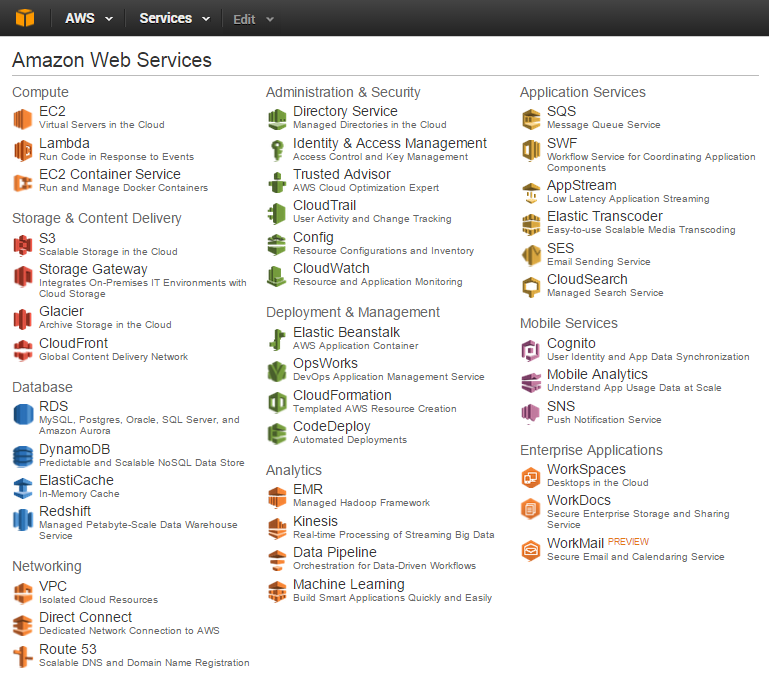 AWS Services Edit
Amazon Web Services
Compute
EC2
Virtual Servers in the Cloud
Lambda
Run Code in Response to Events
EC2 Container Service
Run and Manage Docker Containers
Storage & Content Delivery
S3
Scalable Storage in the Cloud
Storage Gateway
Integrates On-Premises IT Environments with
Cloud Storage
Glacier
Archive Storage in the Cloud
CloudFront
Global Content Delivery Network
Database
RDS
MySQL, Postgres, Oracle, SQL Server, and
Amazon Aurora
DynamoDB
Predictable and Scalable NoSQL Data Store
ElastiCache
In-Memory Cache
Redshift
Managed Petabyte-Scale Data Warehouse
Service
Networking
VPC
Isolated Cloud Resources
Direct Connect
Dedicated Network Connection to AWS
Route 53
Scalable DNS and Domain Name Registration
Administration & Security
Directory Service
Managed Directories in the Cloud
Identity & Access Management
Access Control and Key Management
Trusted Advisor
AWS Cloud Optimization Expert
CloudTrail
User Activity and Change Tracking
Config
Resource Configurations and Inventory
CloudWatch
Resource and Application Monitoring
Deployment & Management
Elastic Beanstalk
AWS Application Container
OpsWorks
DevOps Application Management Service
CloudFormation
Templated AWS Resource Creation
CodeDeploy
Automated Deployments
Analytics
EMR
Managed Hadoop Framework
Kinesis
Real-time Processing of Streaming Big Data
Data Pipeline
Orchestration for Data-Driven Workflows
Machine Learning
Build Smart Applications Quickly and Easily
Application Services
SQS
Message Queue Service
SWF
Workflow Service for Coordinating Application
Components
AppStream
Low Latency Application Streaming
Elastic Transcoder
Easy-to-use Scalable Media Transcoding
SES
Email Sending Service
CloudSearch
Managed Search Service
Mobile Services
Cognito
User Identity and App Data Synchronization
Mobile Analytics
Understand App Usage Data at Scale
SNS
Push Notification Service
Enterprise Applications
WorkSpaces
Desktops in the Cloud
WorkDocs
Secure Enterprise Storage and Sharing
Service
WorkMail PREVIEW
Secure Email and Calendaring Service